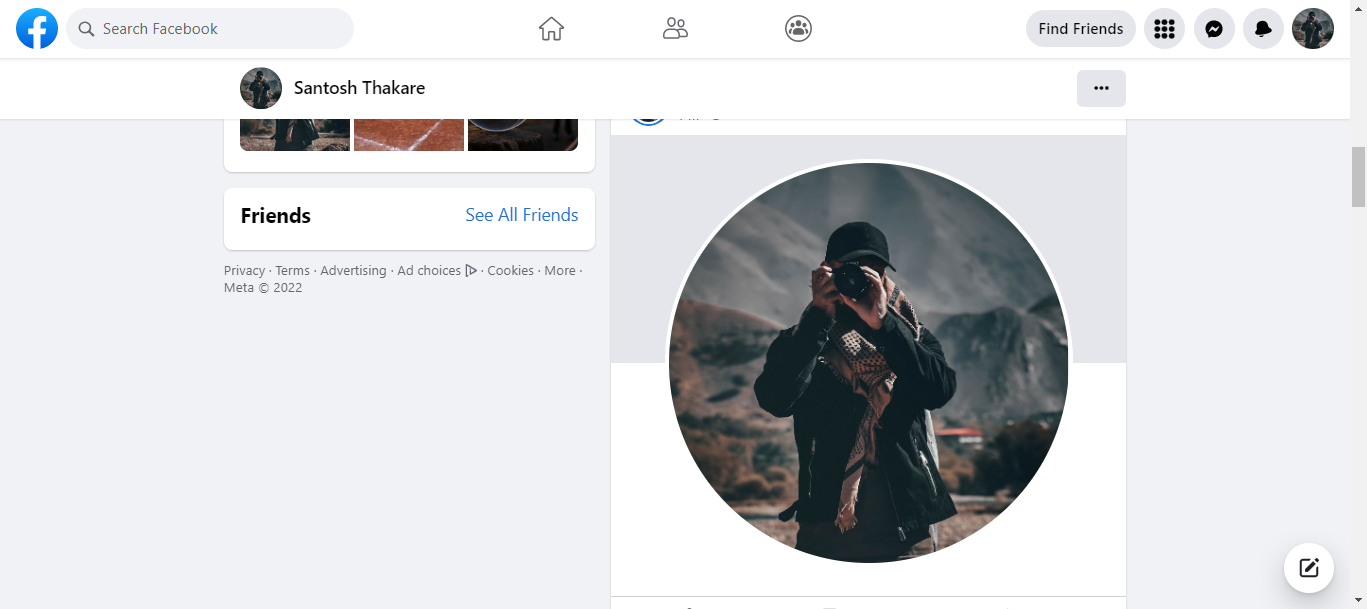 Search Facebook
Find Friends
Santosh Thakare
Friends
See All Friends
Privacy · Terms · Advertising · Ad choices · Cookies · More ·
Meta © 2022